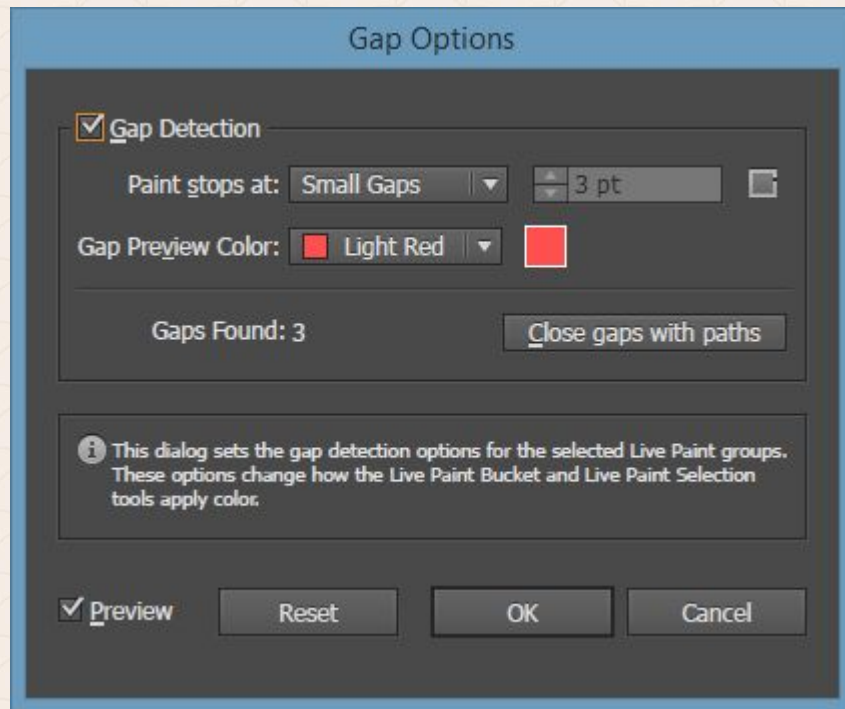 Gap Options
Gap Detection
Paint stops at: Small Gaps 3 pt
Gap Preview Color: Light Red
Gaps Found: 3 Close gaps with paths
This dialog sets the gap detection options for the selected Live Paint groups.
These options change how the Live Paint Bucket and Live Paint Selection
tools apply color.
Preview Reset OK Cancel